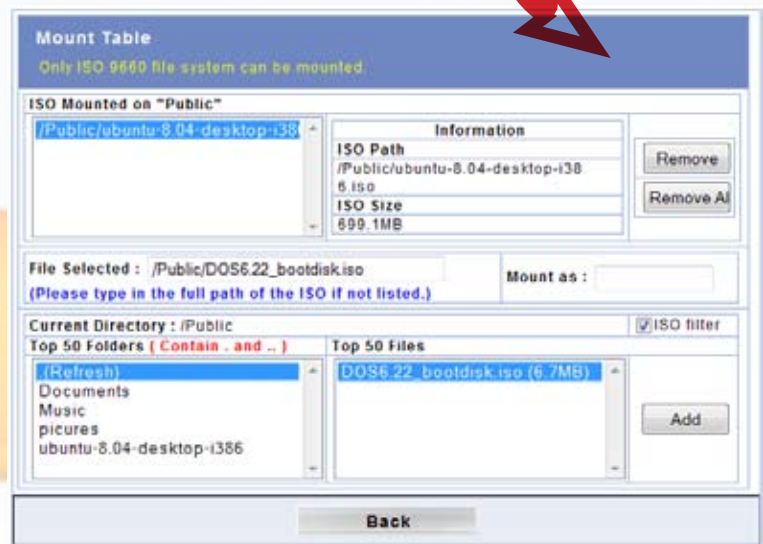 Mount Table
Only ISO 9660 file system can be mounted.
ISO Mounted on "Public"
/Public/ubuntu-8.04-desktop-i38
Information
ISO Path
/Public/ubuntu-8.04-desktop-i38
6.iso
ISO Size
699.1MB
Remove
Remove Al
File Selected : /Public/DOS6.22_bootdisk.iso
(Please type in the full path of the ISO if not listed.)
Mount as :
Current Directory : /Public
ISO filter
Top 50 Folders ( Contain . and .. )
Top 50 Files
.(Refresh)
Documents
Music
picures
ubuntu-8.04-desktop-i386
DOS6.22_bootdisk.iso (6.7MB)
Add
Back